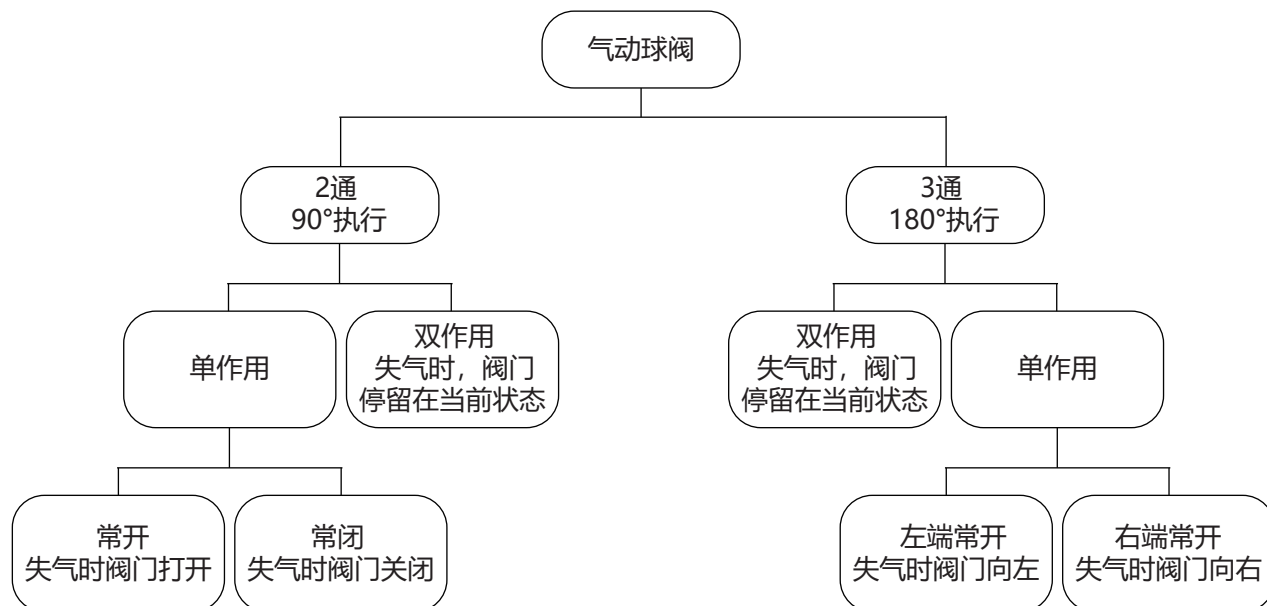 气动球阀
2通
90°执行
3通
180°执行
单作用
双作用
失气时，阀门
停留在当前状态
双作用
失气时，阀门
停留在当前状态
单作用
常开
失气时阀门打开
常闭
失气时阀门关闭
左端常开
失气时阀门向左
右端常开
失气时阀门向右